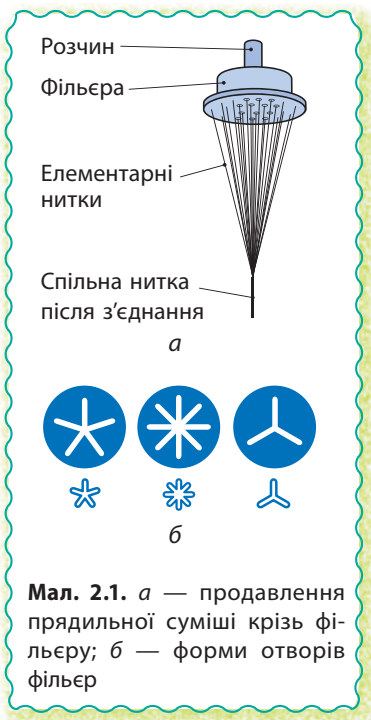 Розчин
Фільєра
Елементарні
нитки
Спільна нитка
після з’єднання
а
б
Мал. 2.1. а — продавлення
прядильної суміші крізь фі-
льєру; б — форми отворів
фільєр